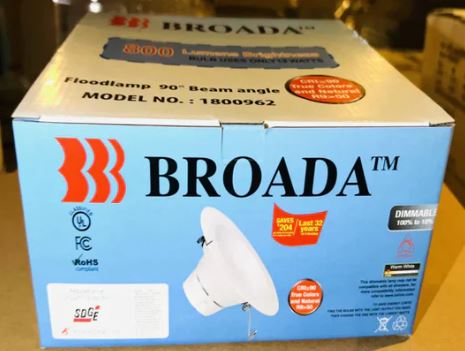 BROADA™
800 Lumens Brightness
BULB USES ONLY 13 WATTS
Floodlamp 90° Beam angle
MODEL NO. : 1800962
CRI≥90
True Colors
and Natural
R9>50
BROADA™
UL
FC
RoHS
compliant
SAVES
$204
Last 32
years
DIMMABLE
100% to 10%
Warm White
CRI≥90
True Colors
and Natural
R9>50
SDGE